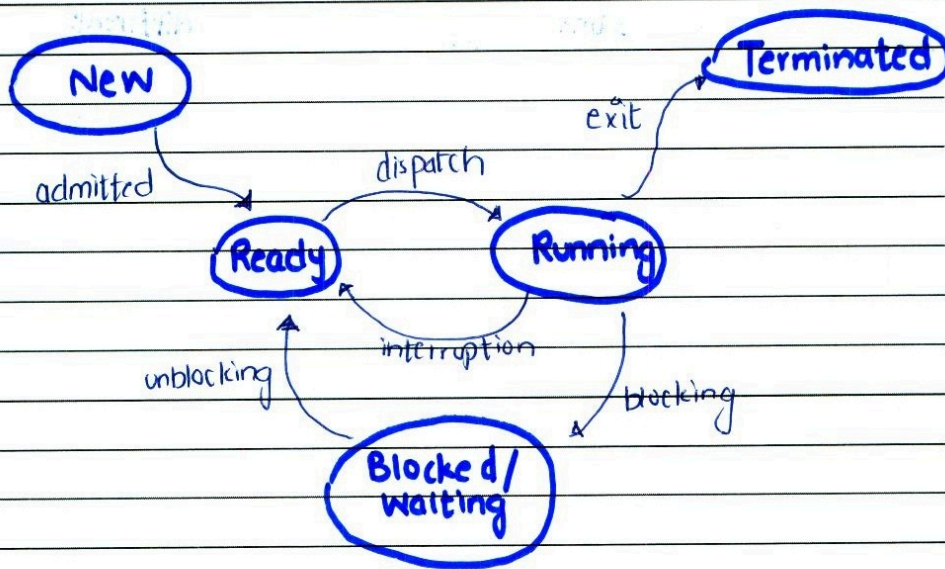 New
Terminated
exit
admitted
dispatch
Ready
Running
interruption
unblocking
blocking
Blocked/
waiting